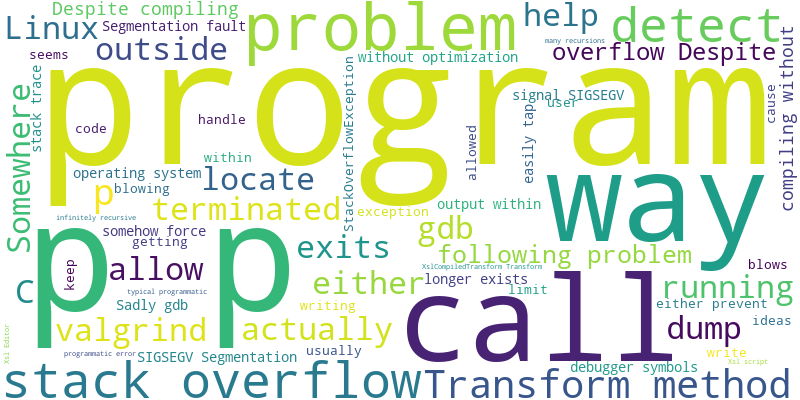 Despite compiling
Linux
Segmentation fault
problem
help
detect
seems
outside
without optimization
overflow Despite
program
stack trace
StackOverflowException
signal SIGSEGV
user
cause
compiling without
code
handle
allowed
easily tap
Somewhere
within
operating system
p
blowing
locate
way
infinitely recursive
terminated
exception
output within
many recursions
p p
somehow force
getting
exits
gdb
following problem
C
keep
allow
XslCompiledTransform Transform
longer exists
blows
typical programmatic
either
limit
running
Sadly gdb
writing
call
either prevent
valgrind
actually
dump
ideas
Xsl Editor
programmatic error
SIGSEGV Segmentation
usually
write
debugger symbols
Xsl script
stack overflow
Transform method